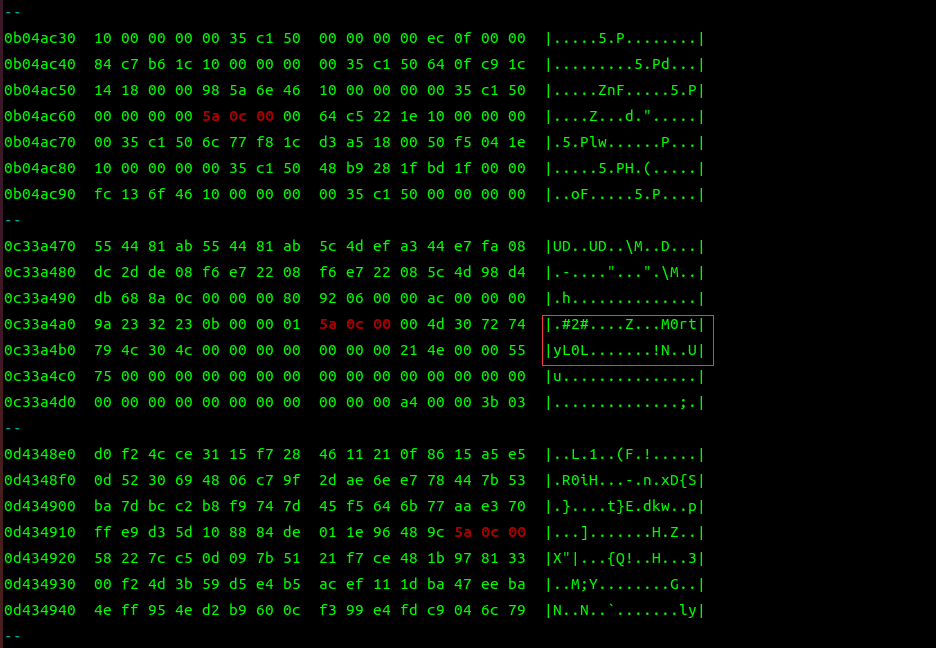 --
0b04ac30  10 00 00 00 00 35 c1 50  00 00 00 00 ec 0f 00 00  |.....5.P........|
0b04ac40  84 c7 b6 1c 10 00 00 00  00 35 c1 50 64 0f c9 1c  |.........5.Pd...|
0b04ac50  14 18 00 00 98 5a 6e 46  10 00 00 00 00 35 c1 50  |.....ZnF.....5.P|
0b04ac60  00 00 00 00 5a 0c 00 00  64 c5 22 1e 10 00 00 00  |....Z...d.".....|
0b04ac70  00 35 c1 50 6c 77 f8 1c  d3 a5 18 00 50 f5 04 1e  |.5.Plw......P...|
0b04ac80  10 00 00 00 00 35 c1 50  48 b9 28 1f bd 1f 00 00  |.....5.PH.(.....|
0b04ac90  fc 13 6f 46 10 00 00 00  00 35 c1 50 00 00 00 00  |..oF.....5.P....|
--
0c33a470  55 44 81 ab 55 44 81 ab  5c 4d ef a3 44 e7 fa 08  |UD..UD..\M..D...|
0c33a480  dc 2d de 08 f6 e7 22 08  f6 e7 22 08 5c 4d 98 d4  |.-...."...".\M..|
0c33a490  db 68 8a 0c 00 00 00 80  92 06 00 00 ac 00 00 00  |.h..............|
0c33a4a0  9a 23 32 23 0b 00 00 01  5a 0c 00 00 4d 30 72 74  |.#2#....Z...M0rt|
0c33a4b0  79 4c 30 4c 00 00 00 00  00 00 00 21 4e 00 00 55  |yL0L.......!N..U|
0c33a4c0  75 00 00 00 00 00 00 00  00 00 00 00 00 00 00 00  |u...............|
0c33a4d0  00 00 00 00 00 00 00 00  00 00 00 a4 00 00 3b 03  |..............;.|
--
0d4348e0  d0 f2 4c ce 31 15 f7 28  46 11 21 0f 86 15 a5 e5  |..L.1..(F.!.....|
0d4348f0  0d 52 30 69 48 06 c7 9f  2d ae 6e e7 78 44 7b 53  |.R0iH...-.n.xD{S|
0d434900  ba 7d bc c2 b8 f9 74 7d  45 f5 64 6b 77 aa e3 70  |.}....t}E.dkw..p|
0d434910  ff e9 d3 5d 10 88 84 de  01 1e 96 48 9c 5a 0c 00  |...].......H.Z..|
0d434920  58 22 7c c5 0d 09 7b 51  21 f7 ce 48 1b 97 81 33  |X"|...{Q!..H...3|
0d434930  00 f2 4d 3b 59 d5 e4 b5  ac ef 11 1d ba 47 ee ba  |..M;Y........G..|
0d434940  4e ff 95 4e d2 b9 60 0c  f3 99 e4 fd c9 04 6c 79  |N..N..`.......ly|
--